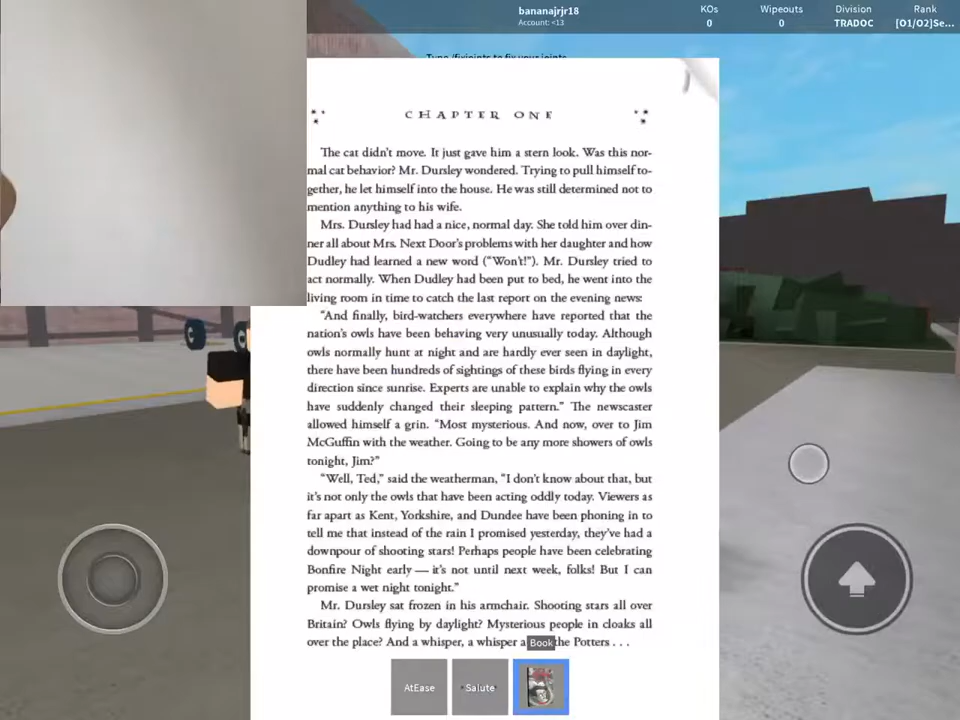 bananajrjr18
Account: <13
KOs
0
Wipeouts
0
Division
TRADOC
Rank
[O1/O2]Se...
Type /fixjoints to fix your joints
CHAPTER ONE
The cat didn't move. It just gave him a stern look. Was this nor-
mal cat behavior? Mr. Dursley wondered. Trying to pull himself to-
gether, he let himself into the house. He was still determined not to
mention anything to his wife.
Mrs. Dursley had had a nice, normal day. She told him over din-
ner all about Mrs. Next Door's problems with her daughter and how
Dudley had learned a new word ("Won't!"). Mr. Dursley tried to
act normally. When Dudley had been put to bed, he went into the
living room in time to catch the last report on the evening news:
"And finally, bird-watchers everywhere have reported that the
nation's owls have been behaving very unusually today. Although
owls normally hunt at night and are hardly ever seen in daylight,
there have been hundreds of sightings of these birds flying in every
direction since sunrise. Experts are unable to explain why the owls
have suddenly changed their sleeping pattern." The newscaster
allowed himself a grin. "Most mysterious. And now, over to Jim
McGuffin with the weather. Going to be any more showers of owls
tonight, Jim?"
"Well, Ted," said the weatherman, "I don't know about that, but
it's not only the owls that have been acting oddly today. Viewers as
far apart as Kent, Yorkshire, and Dundee have been phoning in to
tell me that instead of the rain I promised yesterday, they've had a
downpour of shooting stars! Perhaps people have been celebrating
Bonfire Night early — it's not until next week, folks! But I can
promise a wet night tonight."
Mr. Dursley sat frozen in his armchair. Shooting stars all over
Britain? Owls flying by daylight? Mysterious people in cloaks all
over the place? And a whisper, a whisper a the Potters . . .
Book
AtEase
Salute